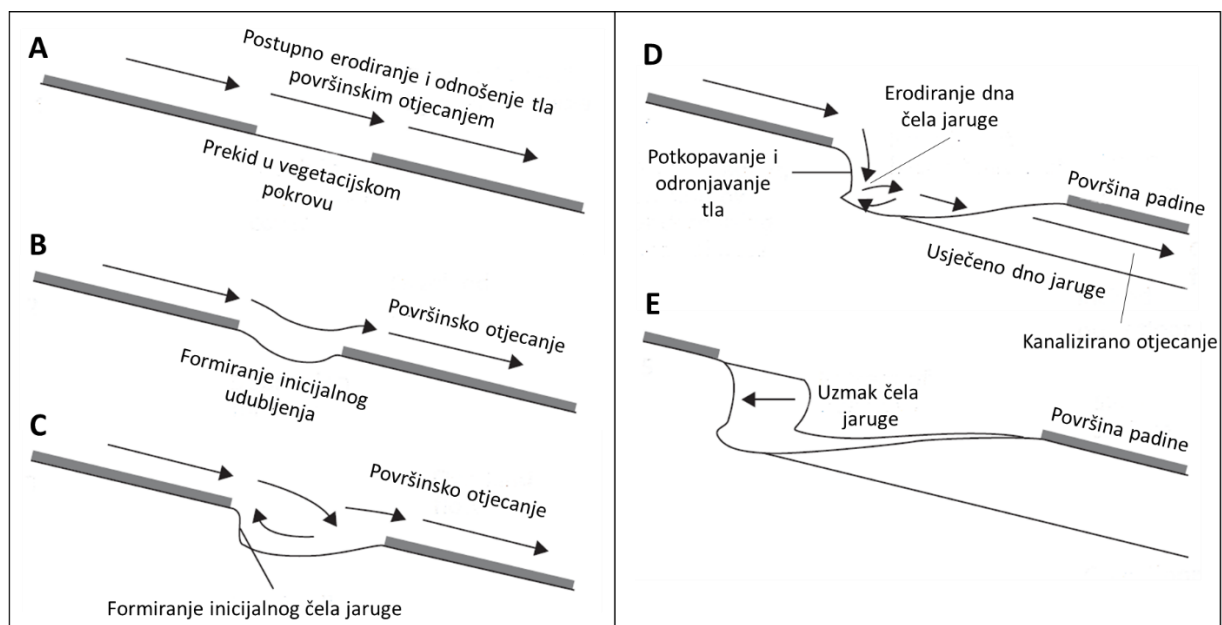 A
Postupno erodiranje i odnošenje tla
površinskim otjecanjem
Prekid u vegetacijskom
pokrovu
B
Površinsko otjecanje
Formiranje inicijalnog
udubljenja
C
Površinsko otjecanje
Formiranje inicijalnog čela jaruge
D
Erodiranje dna
čela jaruge
Potkopavanje i
odronjavanje
tla
Površina padine
Usječeno dno jaruge
Kanalizirano otjecanje
E
Uzmak čela
jaruge
Površina padine